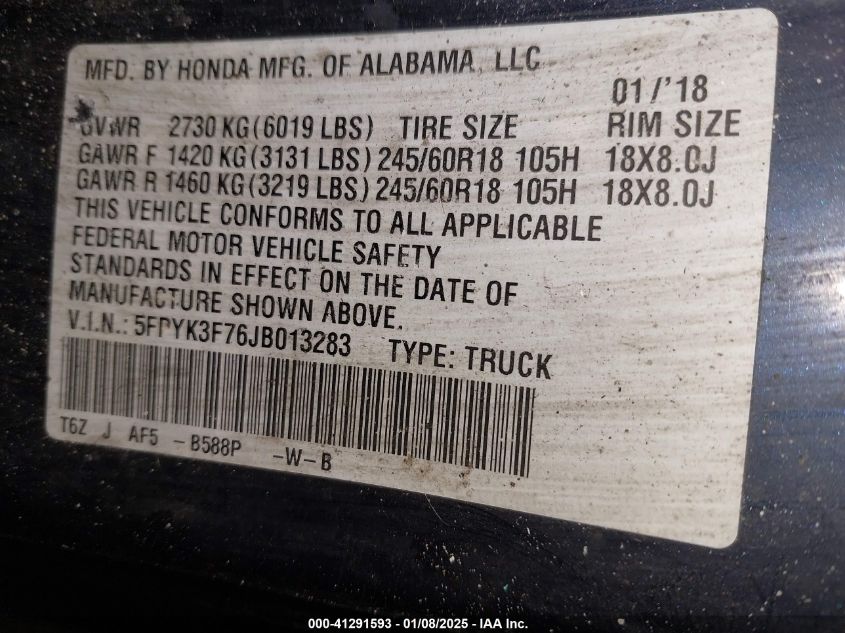 MFD. BY HONDA MFG. OF ALABAMA, LLC
01/'18
GVWR 2730 KG(6019 LBS) TIRE SIZE RIM SIZE
GAWR F 1420 KG(3131 LBS) 245/60R18 105H 18X8.0J
GAWR R 1460 KG(3219 LBS) 245/60R18 105H 18X8.0J
THIS VEHICLE CONFORMS TO ALL APPLICABLE
FEDERAL MOTOR VEHICLE SAFETY
STANDARDS IN EFFECT ON THE DATE OF
MANUFACTURE SHOWN ABOVE.
V.I.N.: 5FPYK3F76JB013283 TYPE: TRUCK
T6Z J AF5 -B588P -W-B
000-41291593 - 01/08/2025 - IAA Inc.